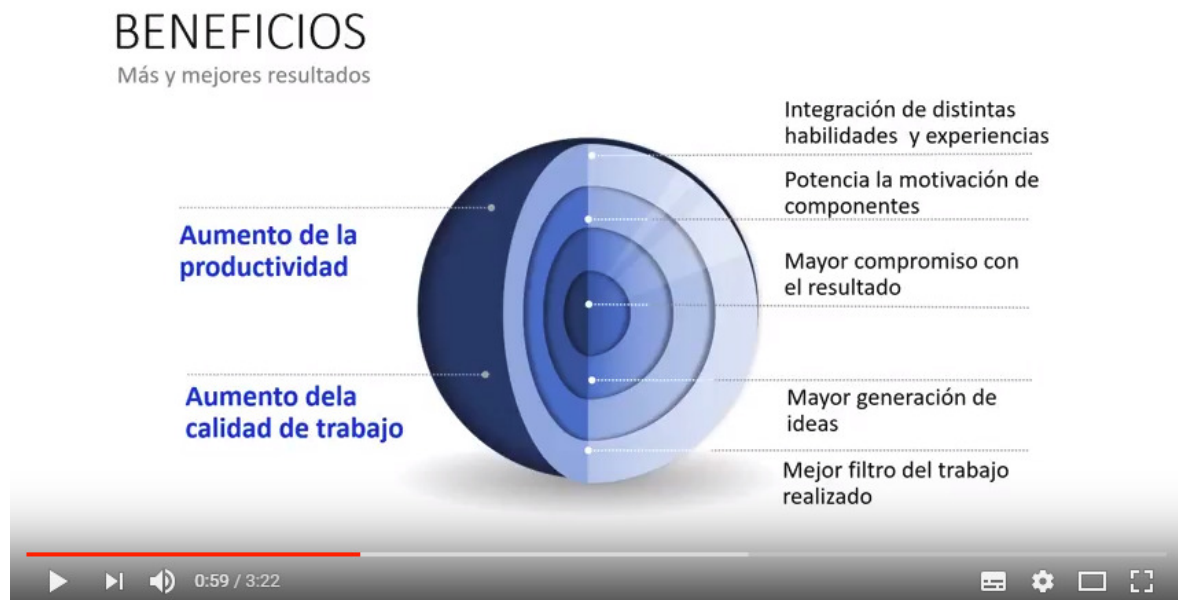 BENEFICIOS
Más y mejores resultados
Aumento de la
productividad
Aumento dela
calidad de trabajo
Integración de distintas
habilidades y experiencias
Potencia la motivación de
componentes
Mayor compromiso con
el resultado
Mayor generación de
ideas
Mejor filtro del trabajo
realizado
0:59 / 3:22